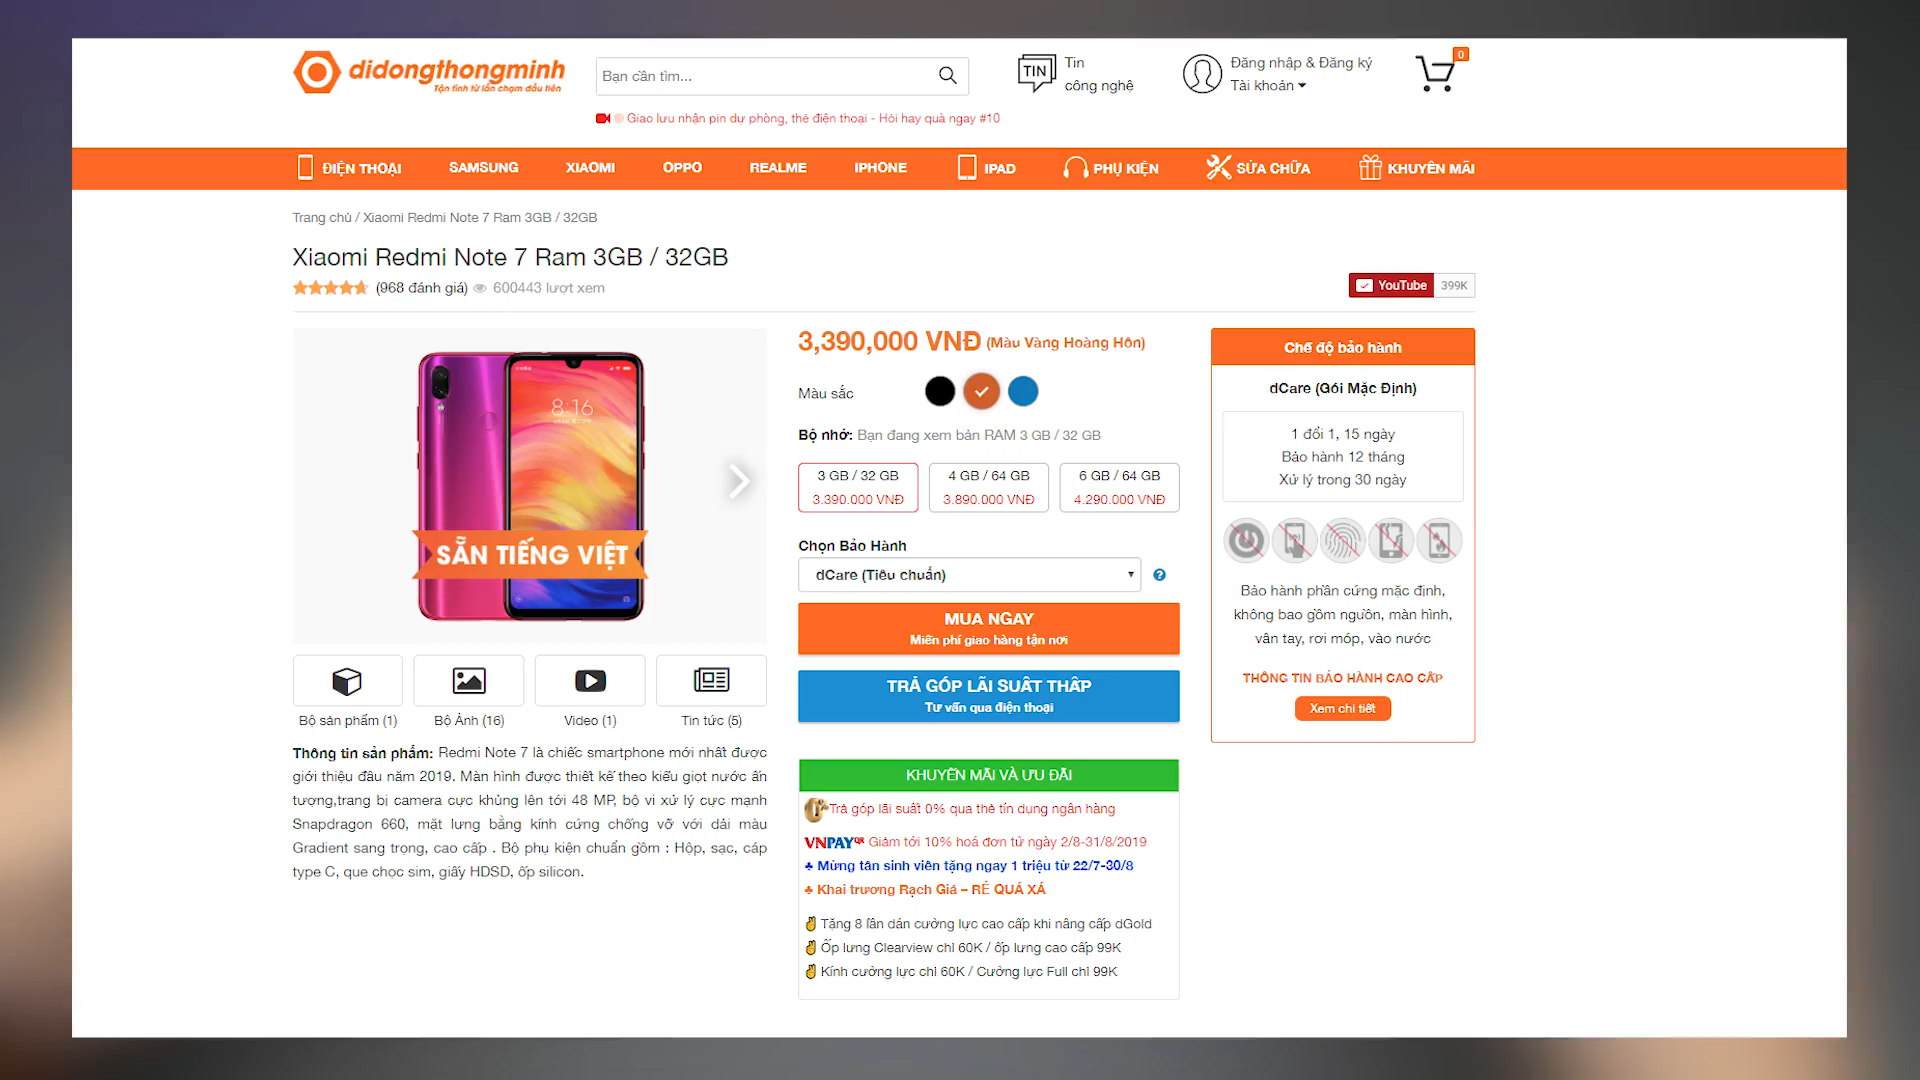 didongthongminh
Tận tình từ lần chạm đầu tiên
Bạn cần tìm...
TIN
Tin
công nghệ
Đăng nhập & Đăng ký
Tài khoản
0
Giao lưu nhận pin dự phòng, thẻ điện thoại - Hỏi hay quà ngay #10
ĐIỆN THOẠI SAMSUNG XIAOMI OPPO REALME IPHONE IPAD PHỤ KIỆN SỬA CHỮA KHUYẾN MÃI
Trang chủ / Xiaomi Redmi Note 7 Ram 3GB / 32GB
Xiaomi Redmi Note 7 Ram 3GB / 32GB
(968 đánh giá) 600443 lượt xem
YouTube 399K
8:16
SẴN TIẾNG VIỆT
Bộ sản phẩm (1) Bộ Ảnh (16) Video (1) Tin tức (5)
Thông tin sản phẩm: Redmi Note 7 là chiếc smartphone mới nhất được
giới thiệu đầu năm 2019. Màn hình được thiết kế theo kiểu giọt nước ấn
tượng,trang bị camera cực khủng lên tới 48 MP, bộ vi xử lý cực mạnh
Snapdragon 660, mặt lưng bằng kính cứng chống vỡ với dải màu
Gradient sang trọng, cao cấp . Bộ phụ kiện chuẩn gồm : Hộp, sạc, cáp
type C, que chọc sim, giấy HDSD, ốp silicon.
3,390,000 VNĐ (Màu Vàng Hoàng Hôn)
Màu sắc
Bộ nhớ: Bạn đang xem bản RAM 3 GB / 32 GB
3 GB / 32 GB 4 GB / 64 GB 6 GB / 64 GB
3.390.000 VNĐ 3.890.000 VNĐ 4.290.000 VNĐ
Chọn Bảo Hành
dCare (Tiêu chuẩn)
MUA NGAY
Miễn phí giao hàng tận nơi
TRẢ GÓP LÃI SUẤT THẤP
Tư vấn qua điện thoại
KHUYẾN MÃI VÀ ƯU ĐÃI
Trả góp lãi suất 0% qua thẻ tín dụng ngân hàng
VNPAYQR Giảm tới 10% hoá đơn từ ngày 2/8-31/8/2019
♣ Mừng tân sinh viên tặng ngay 1 triệu từ 22/7-30/8
♣ Khai trương Rạch Giá – RẺ QUÁ XÁ
Tặng 8 lần dán cường lực cao cấp khi nâng cấp dGold
Ốp lưng Clearview chỉ 60K / ốp lưng cao cấp 99K
Kính cường lực chỉ 60K / Cường lực Full chỉ 99K
Chế độ bảo hành
dCare (Gói Mặc Định)
1 đổi 1, 15 ngày
Bảo hành 12 tháng
Xử lý trong 30 ngày
Bảo hành phần cứng mặc định,
không bao gồm nguồn, màn hình,
vân tay, rơi móp, vào nước
THÔNG TIN BẢO HÀNH CAO CẤP
Xem chi tiết